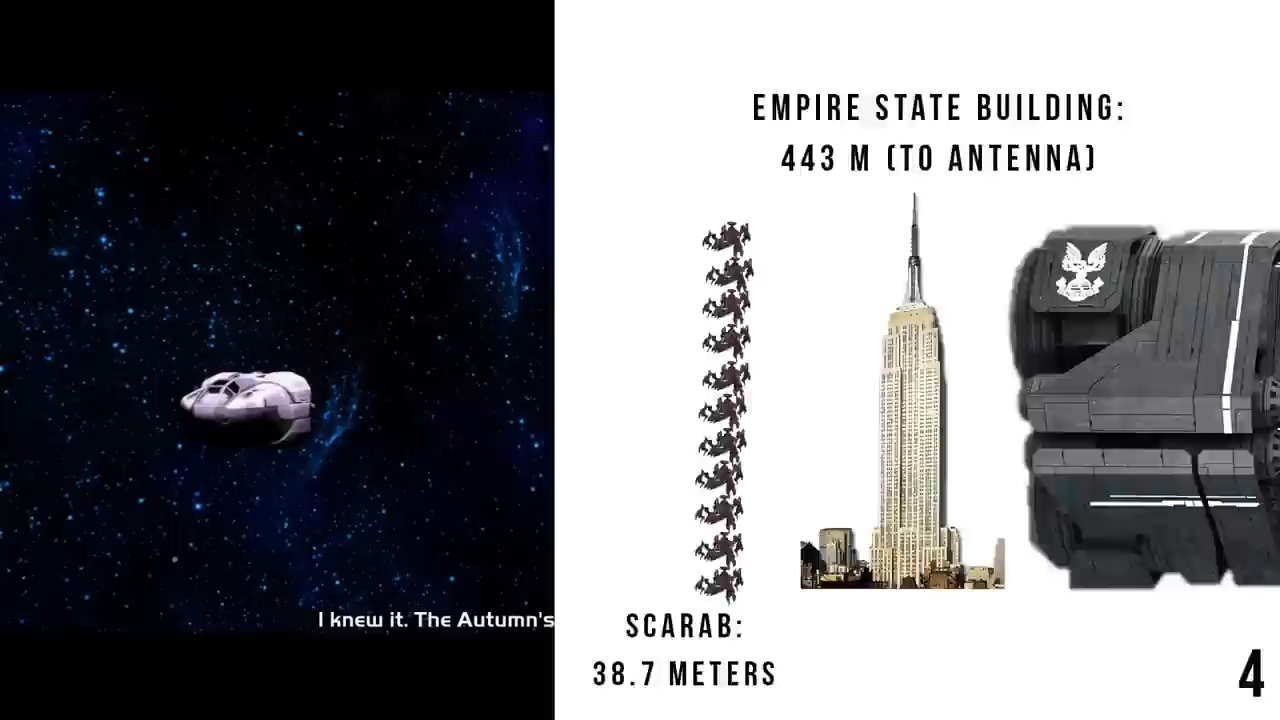 EMPIRE STATE BUILDING:
443 M (TO ANTENNA)
I knew it. The Autumn's
SCARAB:
38.7 METERS
4